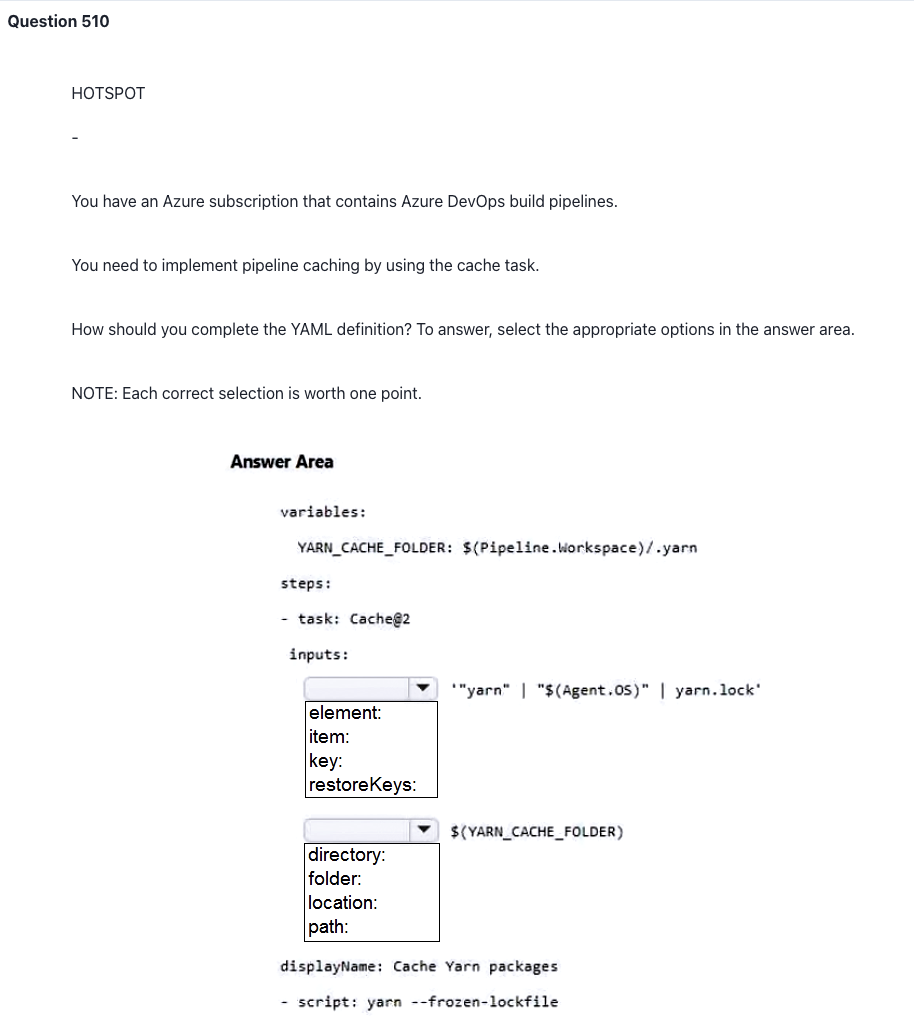 Question 510
HOTSPOT
-
You have an Azure subscription that contains Azure DevOps build pipelines.
You need to implement pipeline caching by using the cache task.
How should you complete the YAML definition? To answer, select the appropriate options in the answer area.
NOTE: Each correct selection is worth one point.
Answer Area
variables:
YARN_CACHE_FOLDER: $(Pipeline.Workspace)/.yarn
steps:
- task: Cache@2
inputs:
'"yarn" | "$(Agent.OS)" | yarn.lock'
element:
item:
key:
restoreKeys:
$(YARN_CACHE_FOLDER)
directory:
folder:
location:
path:
displayName: Cache Yarn packages
- script: yarn --frozen-lockfile